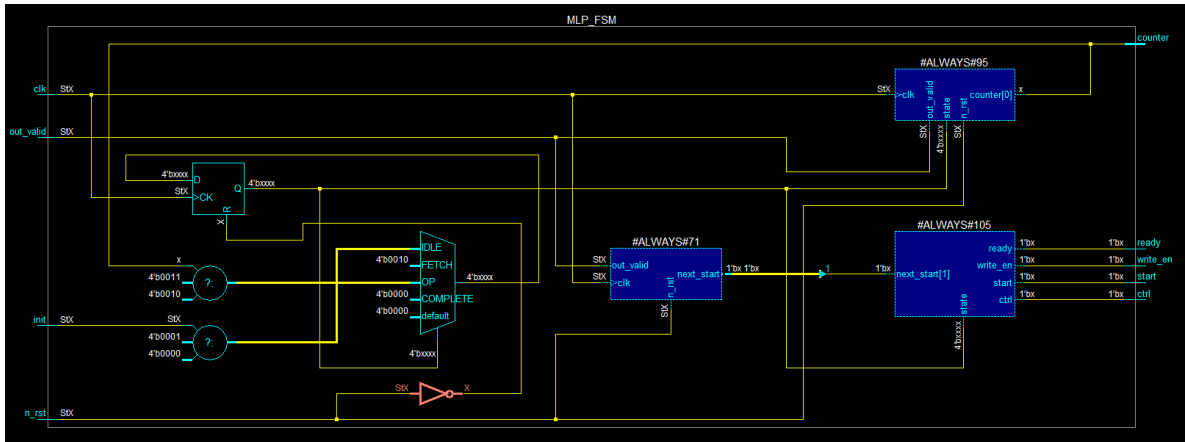 MLP_FSM
counter
#ALWAYS#95
clk StX
StX >clk out_valid state n_rst counter[0] x
out_valid StX
StX 4'bxxxx StX
4'bxxxx D
Q 4'bxxxx
StX >CK
R
X
#ALWAYS#105
IDLE
#ALWAYS#71
ready 1'bx 1'bx ready
x
4'b0010 FETCH
StX out_valid
write_en 1'bx 1'bx write_en
4'b0011 ?: OP 4'bxxxx
next_start 1'bx 1'bx 1 1'bx next_start[1]
StX >clk
start 1'bx 1'bx start
4'b0010
4'b0000 COMPLETE
n_rst
ctrl 1'bx 1'bx ctrl
4'b0000 default
StX
state
init StX StX
4'b0001 ?:
4'bxxxx
4'bxxxx
4'b0000
StX X
n_rst StX